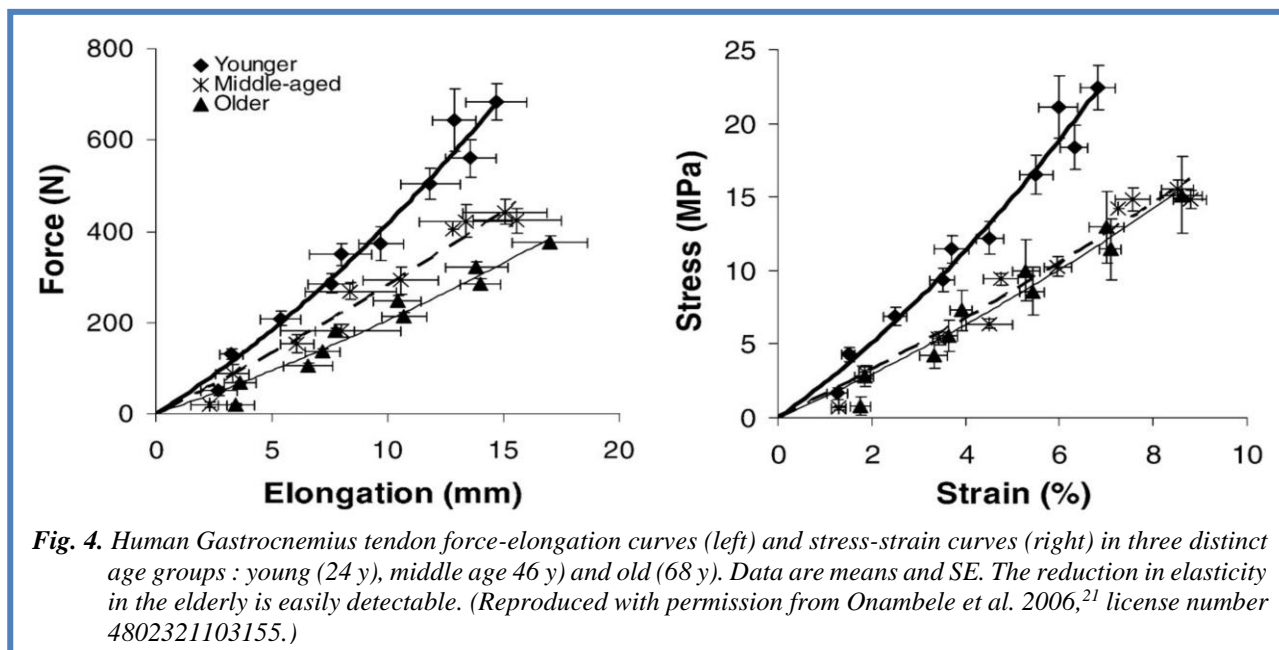 800
600
400
200
0
Force (N)
Younger
Middle-aged
Older
0 5 10 15 20
Elongation (mm)
25
20
15
10
5
0
Stress (MPa)
0 2 4 6 8 10
Strain (%)
Fig. 4. Human Gastrocnemius tendon force-elongation curves (left) and stress-strain curves (right) in three distinct
age groups : young (24 y), middle age 46 y) and old (68 y). Data are means and SE. The reduction in elasticity
in the elderly is easily detectable. (Reproduced with permission from Onambele et al. 2006,21 license number
4802321103155.)